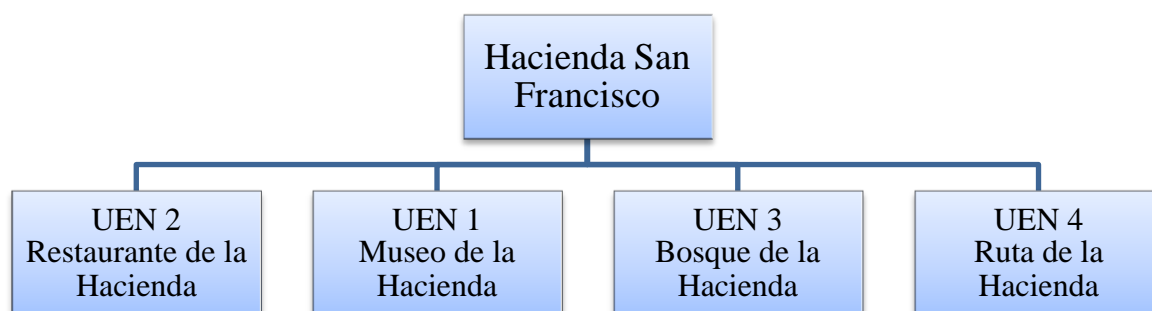 Hacienda San
Francisco
UEN 2
Restaurante de la
Hacienda
UEN 1
Museo de la
Hacienda
UEN 3
Bosque de la
Hacienda
UEN 4
Ruta de la
Hacienda